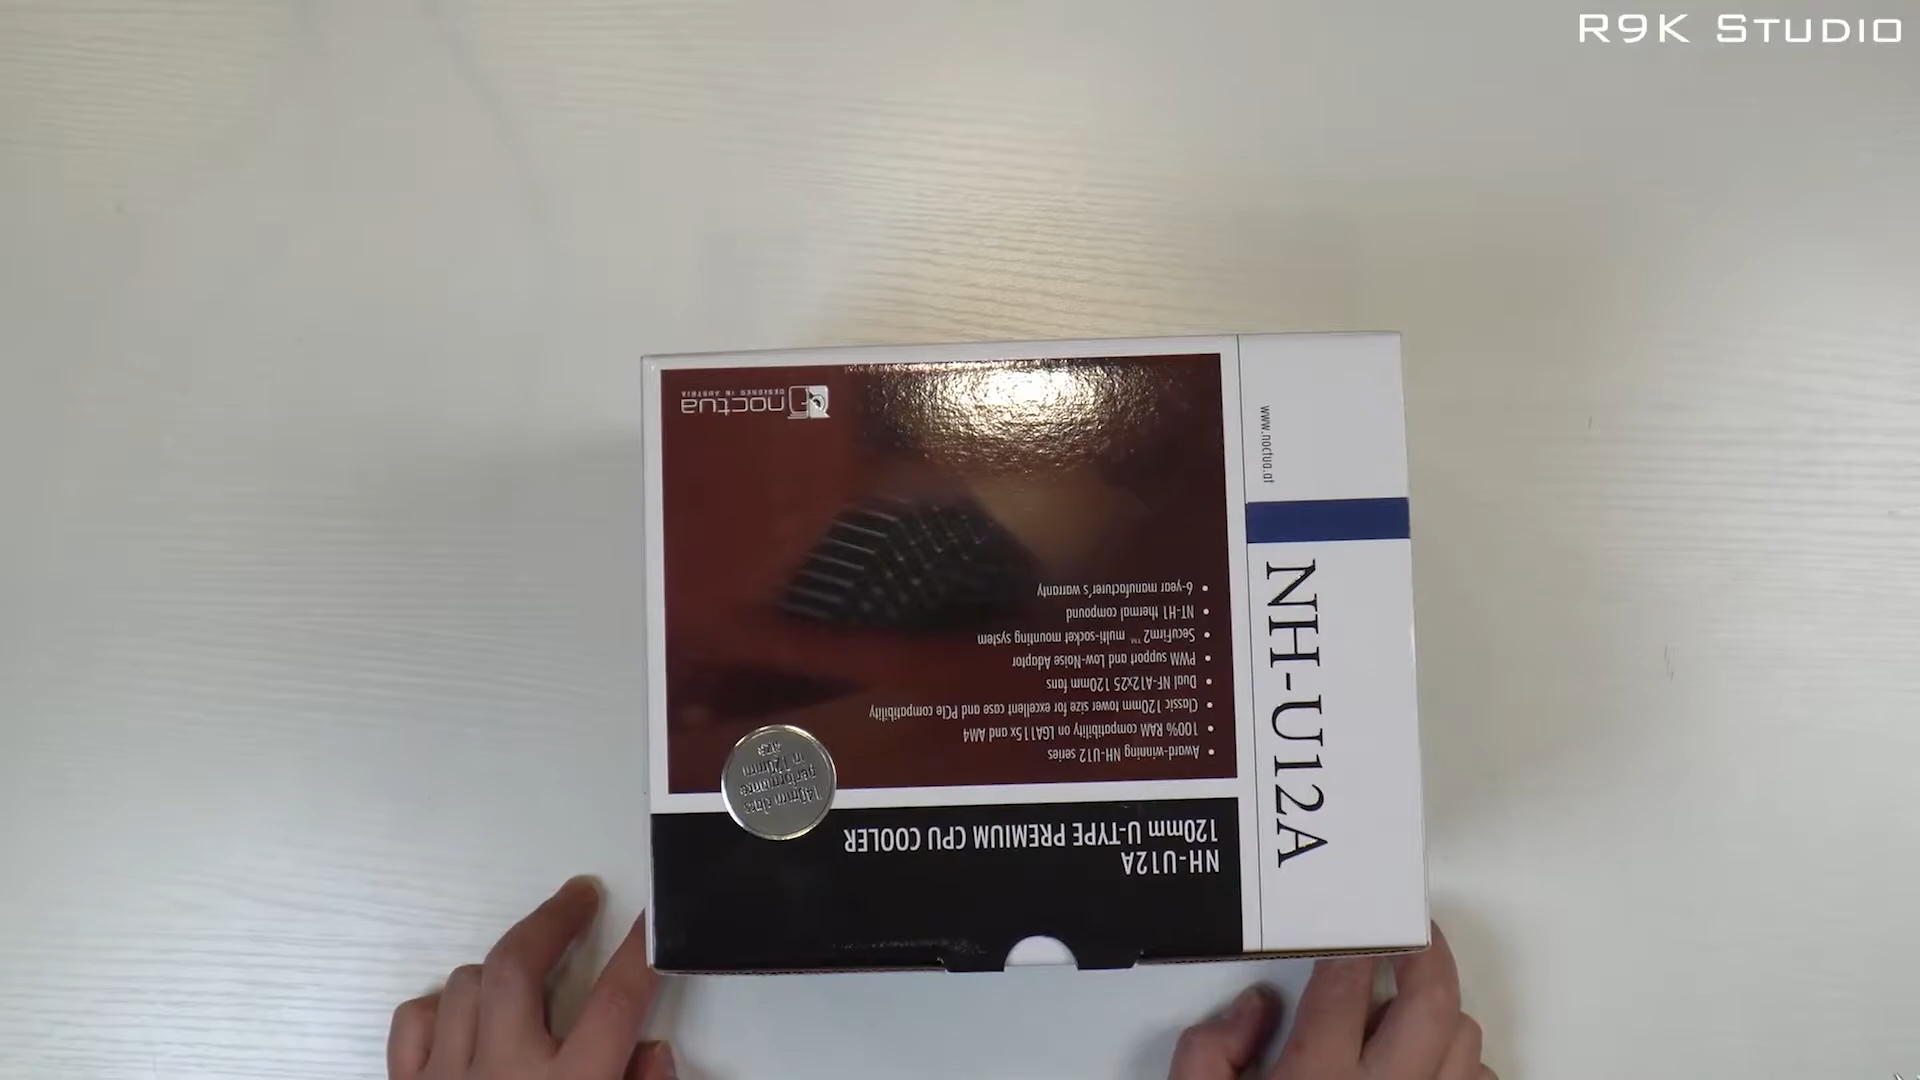 R9K STUDIO
NH-U12A
120mm U-TYPE PREMIUM CPU COOLER
140mm class
performance
in 120mm
size
• Award-winning NH-U12 series
• 100% RAM compatibility on LGA115x and AM4
• Classic 120mm tower size for excellent case and PCIe compatibility
• Dual NF-A12x25 120mm fans
• PWM support and Low-Noise Adaptor
• SecuFirm2™ multi-socket mounting system
• NT-H1 thermal compound
• 6-year manufacturer's warranty
noctua
DESIGNED IN AUSTRIA
www.noctua.at
NH-U12A